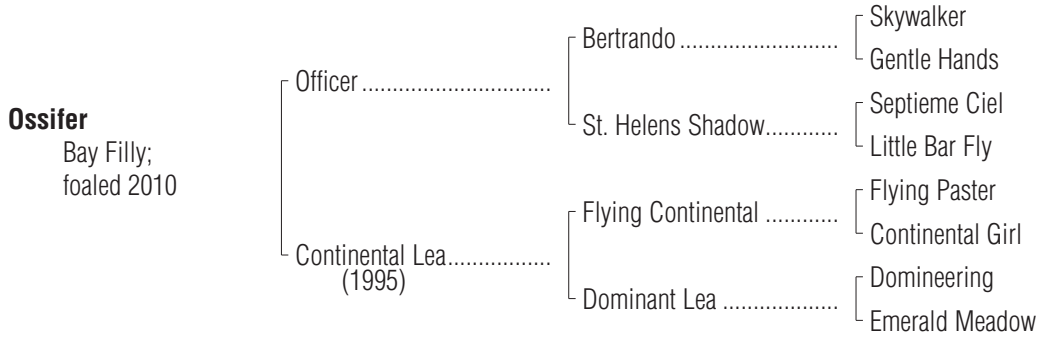 Skywalker
Bertrando ..........................
Gentle Hands
Officer ...............................
Septieme Ciel
St. Helens Shadow............
Little Bar Fly
Ossifer
Bay Filly;
foaled 2010
Flying Paster
Flying Continental ............
Continental Girl
Continental Lea.................
(1995)
Domineering
Dominant Lea ...................
Emerald Meadow